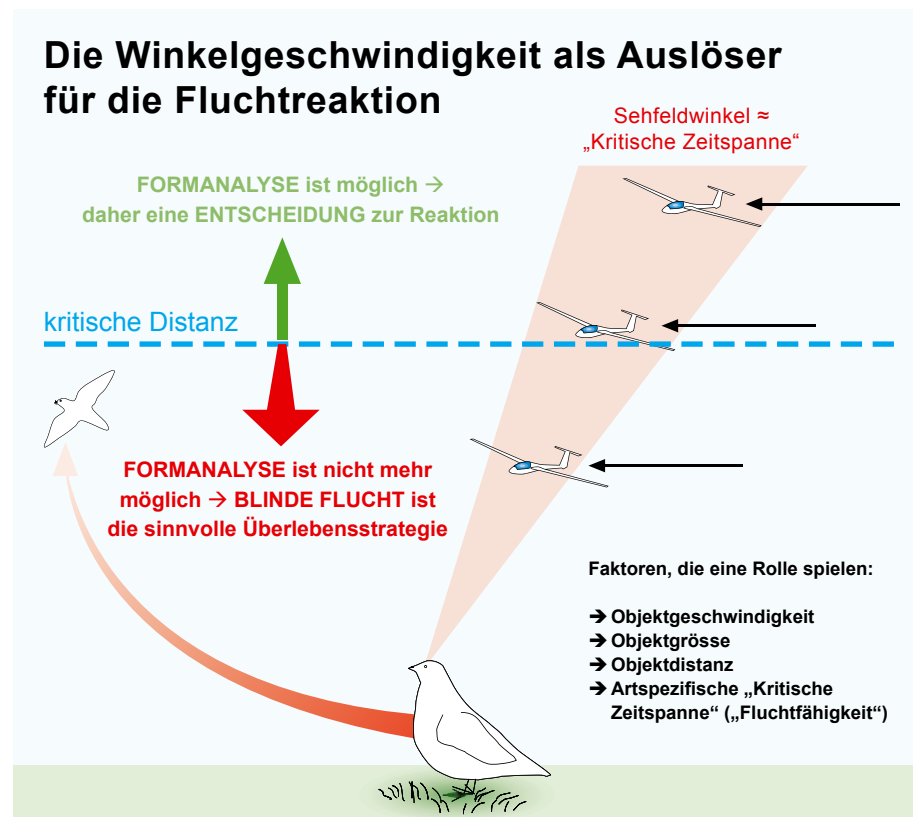 Die Winkelgeschwindigkeit als Auslöser
für die Fluchtreaktion
Sehfeldwinkel ≈
„Kritische Zeitspanne“
FORMANALYSE ist möglich →
daher eine ENTSCHEIDUNG zur Reaktion
kritische Distanz
FORMANALYSE ist nicht mehr
möglich → BLINDE FLUCHT ist
die sinnvolle Überlebensstrategie
Faktoren, die eine Rolle spielen:
➔ Objektgeschwindigkeit
➔ Objektgrösse
➔ Objektdistanz
➔ Artspezifische „Kritische
Zeitspanne“ („Fluchtfähigkeit“)